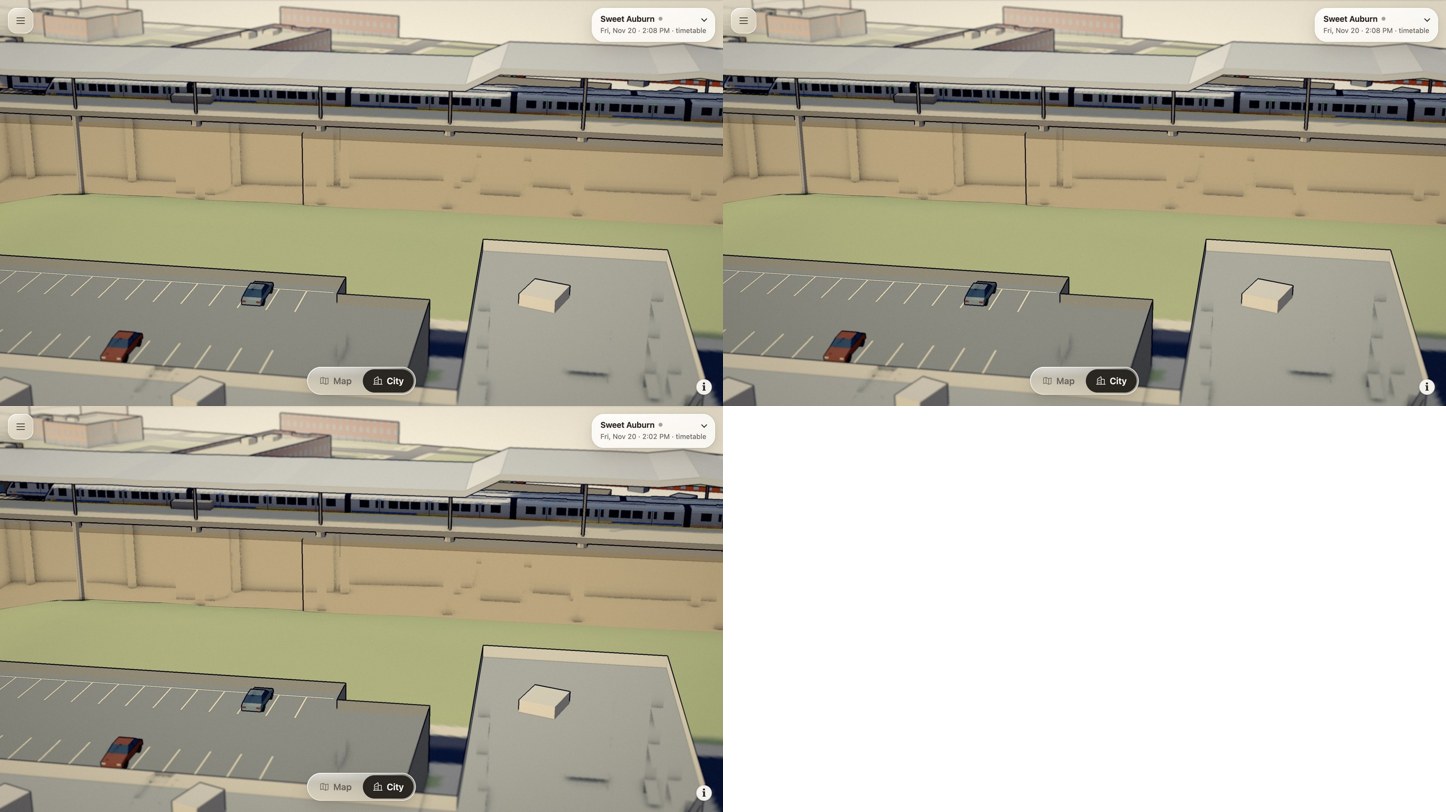 Sweet Auburn
Fri, Nov 20 · 2:08 PM · timetable
Map
City
i
Sweet Auburn
Fri, Nov 20 · 2:08 PM · timetable
Map
City
i
Sweet Auburn
Fri, Nov 20 · 2:02 PM · timetable
Map
City
i